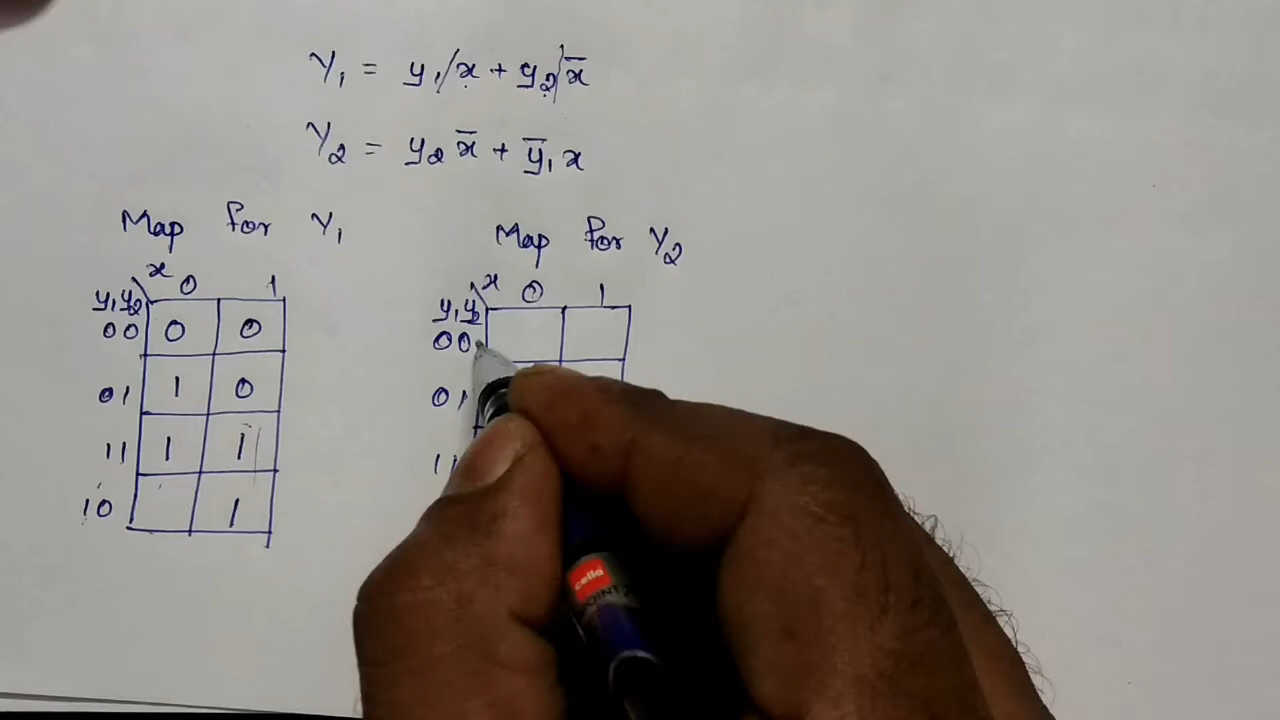 Y₁ = y₁x + y₂x̅
Y₂ = y₂x̅ + y̅₁x
Map for Y₁
Map for Y₂
x 0 1
y₁y₂
00 0 0
01 1 0
11 1 1
10 1
x 0 1
y₁y₂
00
01
11
cello